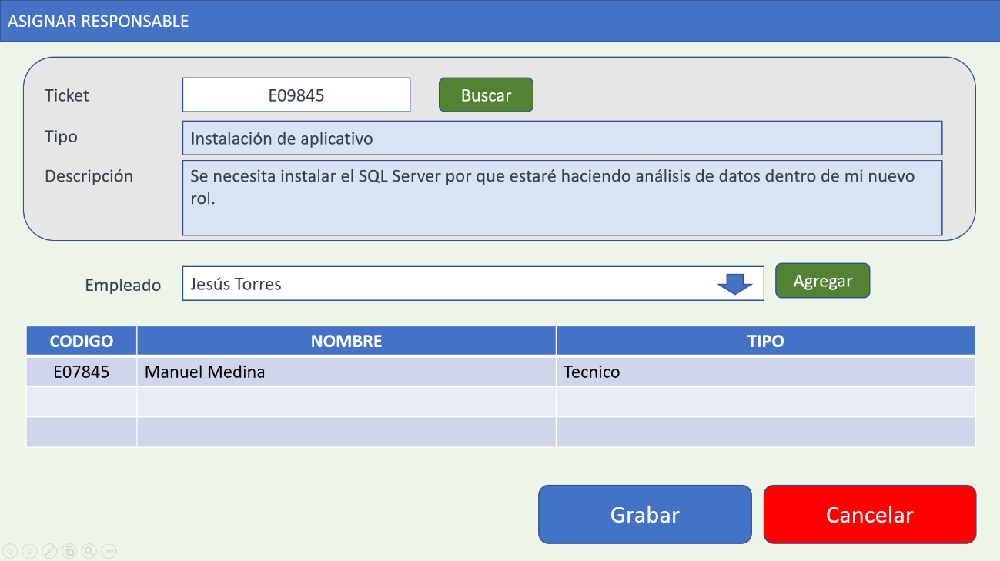 ASIGNAR RESPONSABLE
Ticket E09845 Buscar
Tipo Instalación de aplicativo
Descripción Se necesita instalar el SQL Server por que estaré haciendo análisis de datos dentro de mi nuevo
rol.
Empleado Jesús Torres Agregar
CODIGO NOMBRE TIPO
E07845 Manuel Medina Tecnico
Grabar Cancelar